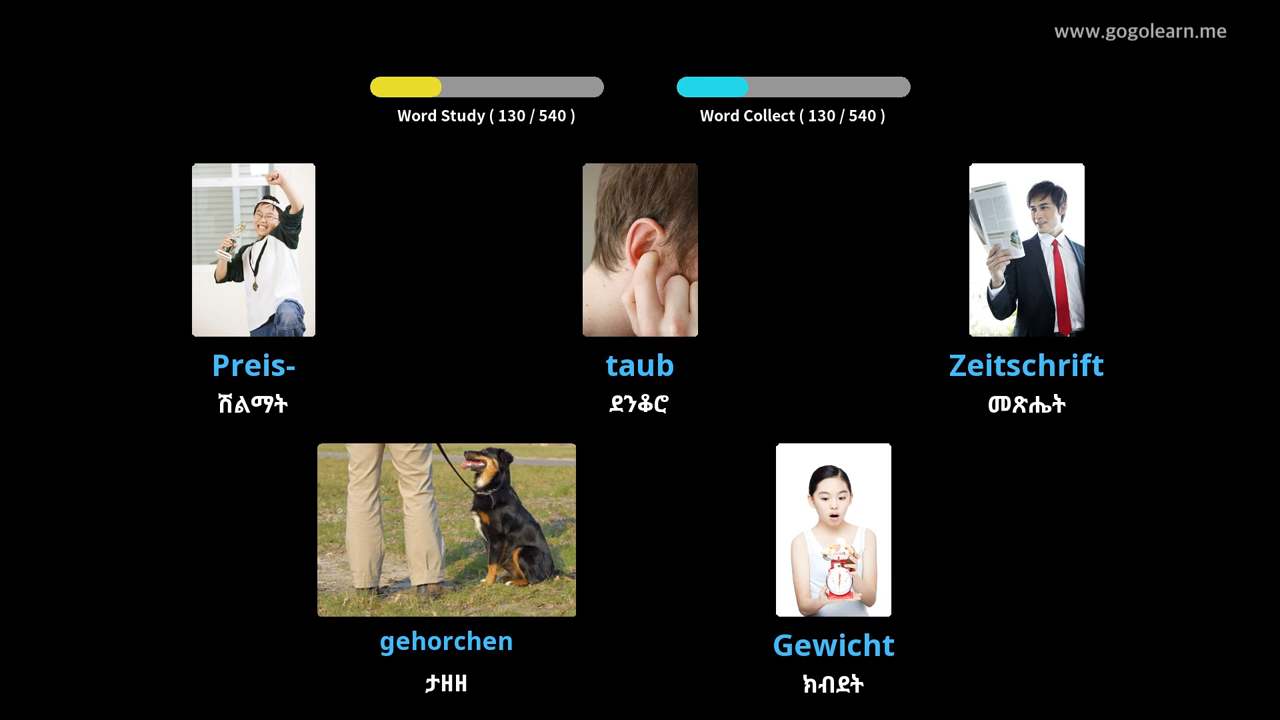 www.gogolearn.me
Word Study ( 130 / 540 )
Word Collect ( 130 / 540 )
Preis-
ሽልማት
taub
ደንቆሮ
Zeitschrift
መጽሔት
gehorchen
ታዘዘ
Gewicht
ክብደት